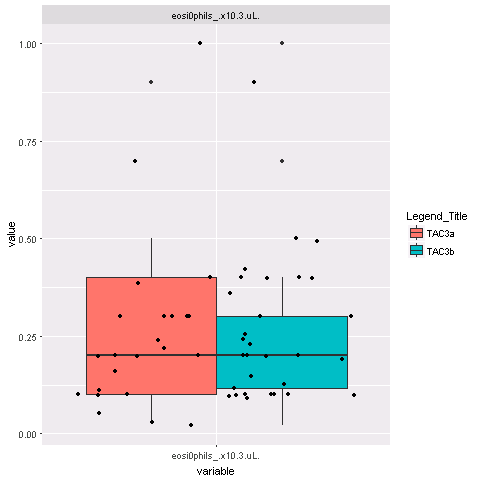 eosi0phils_.x10.3.uL.
1.00
0.75
0.50
0.25
0.00
value
eosi0phils_.x10.3.uL.
variable
Legend_Title
TAC3a
TAC3b